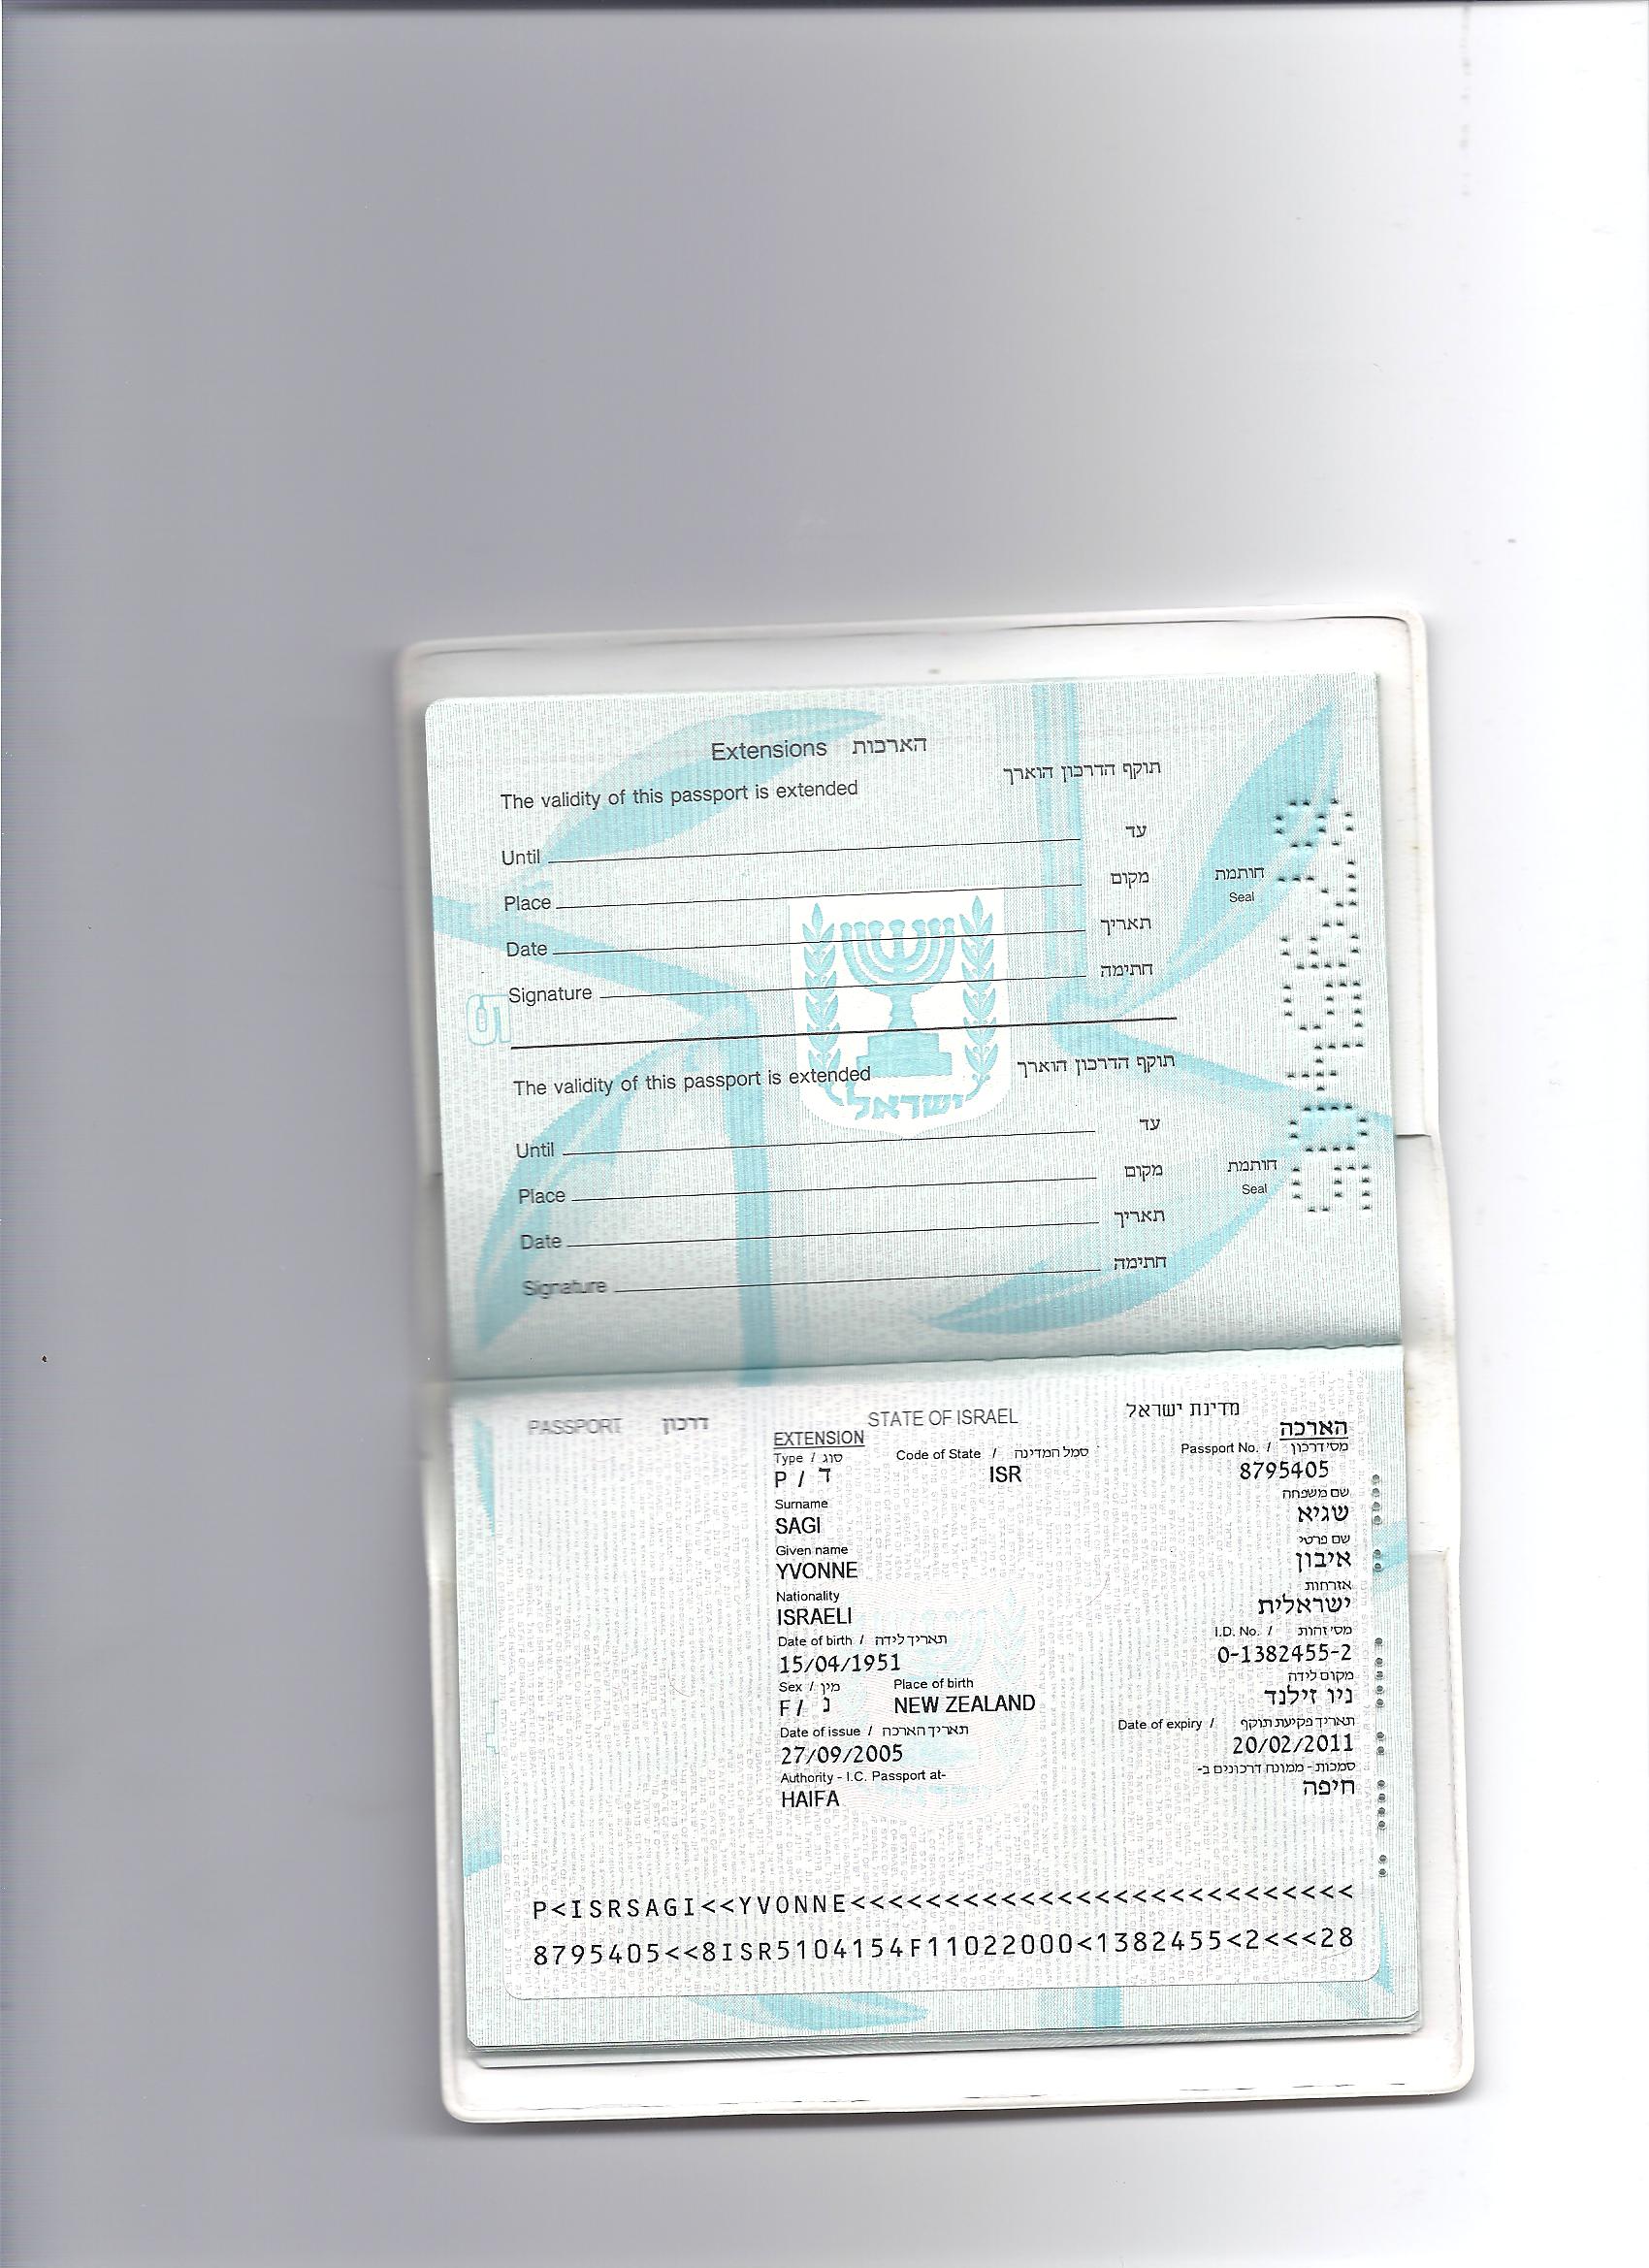 Extensions הארכות
The validity of this passport is extended תוקף הדרכון הוארך
Until עד
Place מקום
Date תאריך
Signature חתימה
חותמת
Seal
The validity of this passport is extended תוקף הדרכון הוארך
Until עד
Place מקום
Date תאריך
Signature חתימה
חותמת
Seal
5
ישראל
8795405
PASSPORT דרכון STATE OF ISRAEL מדינת ישראל
EXTENSION הארכה
Type / סוג Code of State / סמל המדינה Passport No. / מס' דרכון
P / ד ISR 8795405
Surname שם משפחה
SAGI שגיא
Given name שם פרטי
YVONNE איבון
Nationality אזרחות
ISRAELI ישראלית
Date of birth / תאריך לידה I.D. No. / מס' זהות
15/04/1951 0-1382455-2
Sex / מין Place of birth מקום לידה
F / נ NEW ZEALAND ניו זילנד
Date of issue / תאריך הארכה Date of expiry / תאריך פקיעת תוקף
27/09/2005 20/02/2011
Authority - I.C. Passport at- סמכות - ממונה דרכונים ב-
HAIFA חיפה
P<ISRSAGI<<YVONNE<<<<<<<<<<<<<<<<<<<<<<<<<<<
8795405<<8ISR5104154F11022000<1382455<2<<<28